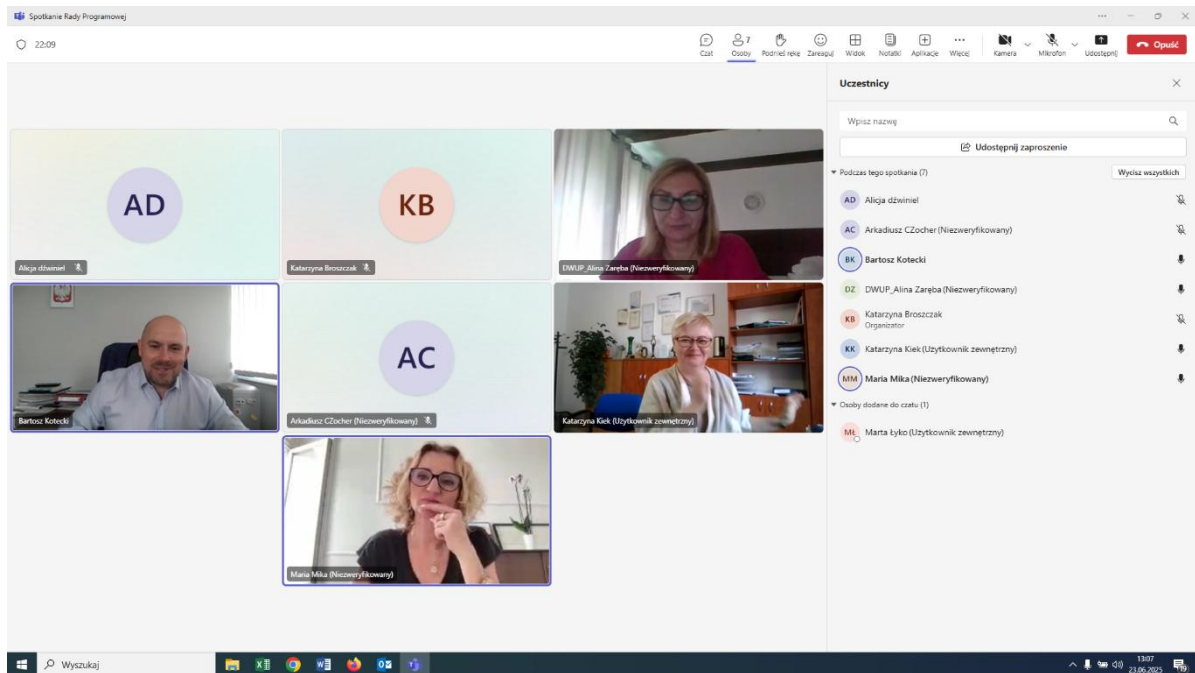 Spotkanie Rady Programowej
22:09
Czat
Osoby
7
Podnieś rękę
Zareaguj
Widok
Notatki
Aplikacje
Więcej
Kamera
Mikrofon
Udostępnij
Opuść
AD
Alicja dźwiniel
KB
Katarzyna Broszczak
DWUP_Alina Zaręba (Niezweryfikowany)
Bartosz Kotecki
AC
Arkadiusz CZocher (Niezweryfikowany)
Katarzyna Kiek (Użytkownik zewnętrzny)
Maria Mika (Niezweryfikowany)
Uczestnicy
Wpisz nazwę
Udostępnij zaproszenie
Podczas tego spotkania (7)
Wycisz wszystkich
AD Alicja dźwiniel
AC Arkadiusz CZocher (Niezweryfikowany)
BK Bartosz Kotecki
DZ DWUP_Alina Zaręba (Niezweryfikowany)
KB Katarzyna Broszczak
Organizator
KK Katarzyna Kiek (Użytkownik zewnętrzny)
MM Maria Mika (Niezweryfikowany)
Osoby dodane do czatu (1)
MŁ Marta Łyko (Użytkownik zewnętrzny)
Wyszukaj
13:07
23.06.2025